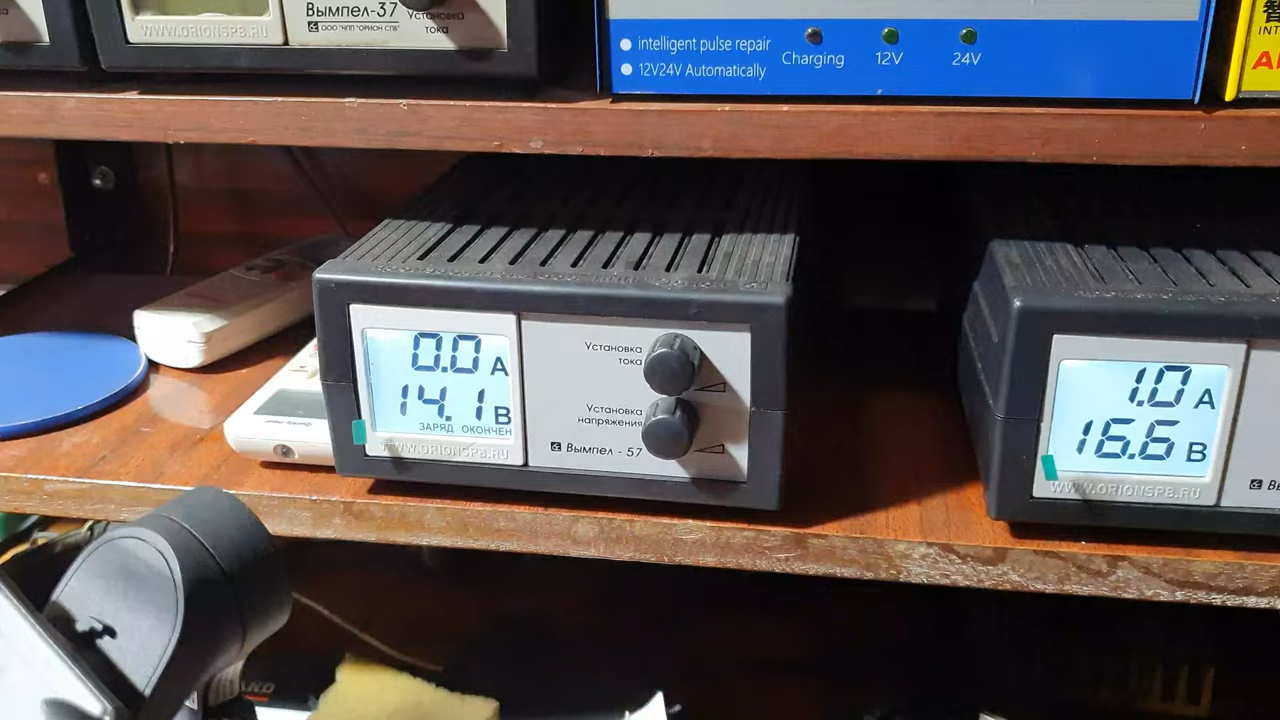 Вымпел-37
ООО "НПП "ОРИОН СПБ"
Установка
тока
WWW.ORIONSPB.RU
intelligent pulse repair
12V24V Automatically
Charging
12V
24V
INT
0.0 А
14.1 В
ЗАРЯД ОКОНЧЕН
WWW.ORIONSPB.RU
Установка
тока
Установка
напряжения
Вымпел - 57
1.0 А
16.6 В
WWW.ORIONSPB.RU